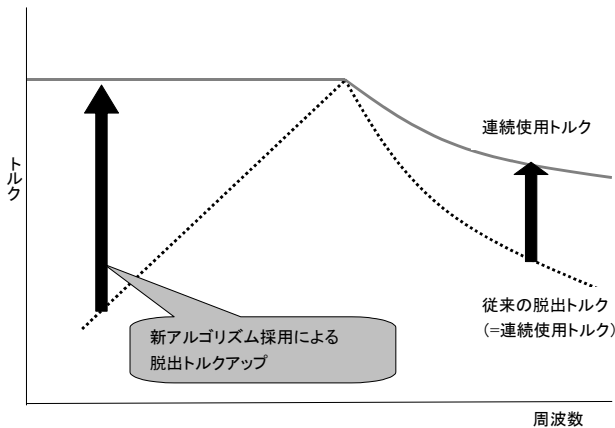 トルク
連続使用トルク
従来の脱出トルク
(=連続使用トルク)
新アルゴリズム採用による
脱出トルクアップ
周波数